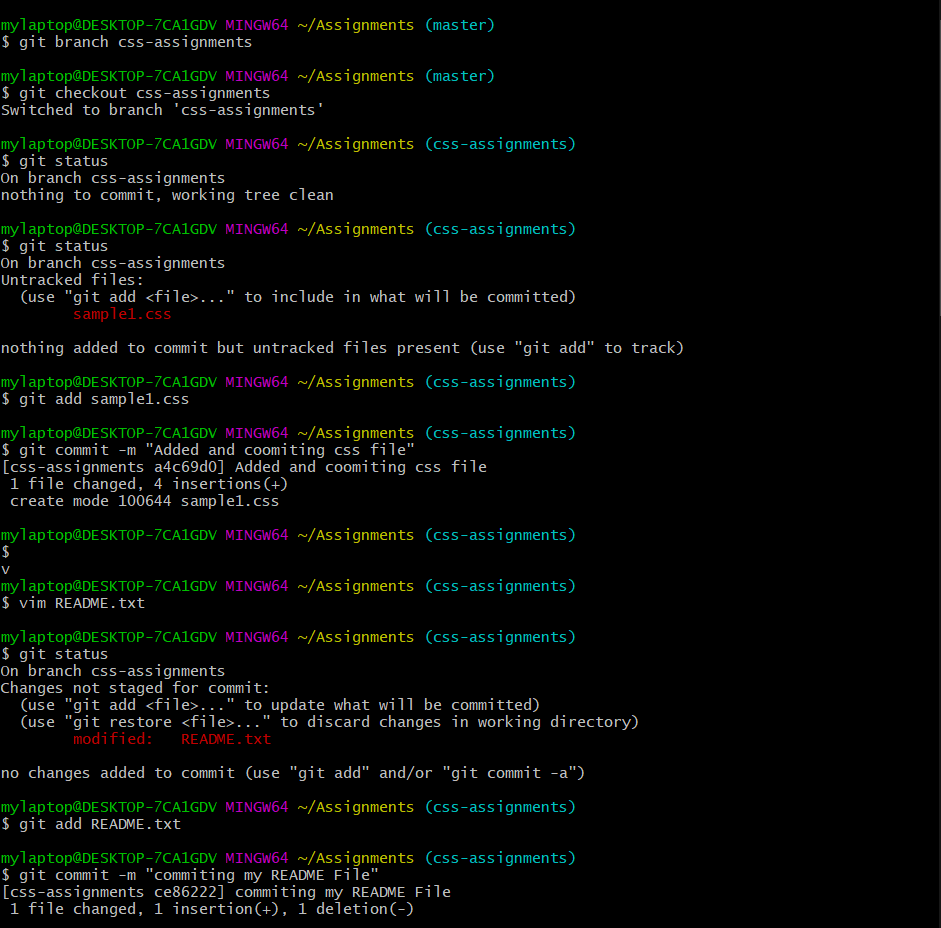 mylaptop@DESKTOP-7CA1GDV MINGW64 ~/Assignments (master)
$ git branch css-assignments
mylaptop@DESKTOP-7CA1GDV MINGW64 ~/Assignments (master)
$ git checkout css-assignments
Switched to branch 'css-assignments'
mylaptop@DESKTOP-7CA1GDV MINGW64 ~/Assignments (css-assignments)
$ git status
On branch css-assignments
nothing to commit, working tree clean
mylaptop@DESKTOP-7CA1GDV MINGW64 ~/Assignments (css-assignments)
$ git status
On branch css-assignments
Untracked files:
  (use "git add <file>..." to include in what will be committed)
        sample1.css
nothing added to commit but untracked files present (use "git add" to track)
mylaptop@DESKTOP-7CA1GDV MINGW64 ~/Assignments (css-assignments)
$ git add sample1.css
mylaptop@DESKTOP-7CA1GDV MINGW64 ~/Assignments (css-assignments)
$ git commit -m "Added and coomiting css file"
[css-assignments a4c69d0] Added and coomiting css file
 1 file changed, 4 insertions(+)
 create mode 100644 sample1.css
mylaptop@DESKTOP-7CA1GDV MINGW64 ~/Assignments (css-assignments)
$
v
mylaptop@DESKTOP-7CA1GDV MINGW64 ~/Assignments (css-assignments)
$ vim README.txt
mylaptop@DESKTOP-7CA1GDV MINGW64 ~/Assignments (css-assignments)
$ git status
On branch css-assignments
Changes not staged for commit:
  (use "git add <file>..." to update what will be committed)
  (use "git restore <file>..." to discard changes in working directory)
        modified:   README.txt
no changes added to commit (use "git add" and/or "git commit -a")
mylaptop@DESKTOP-7CA1GDV MINGW64 ~/Assignments (css-assignments)
$ git add README.txt
mylaptop@DESKTOP-7CA1GDV MINGW64 ~/Assignments (css-assignments)
$ git commit -m "commiting my README File"
[css-assignments ce86222] commiting my README File
 1 file changed, 1 insertion(+), 1 deletion(-)